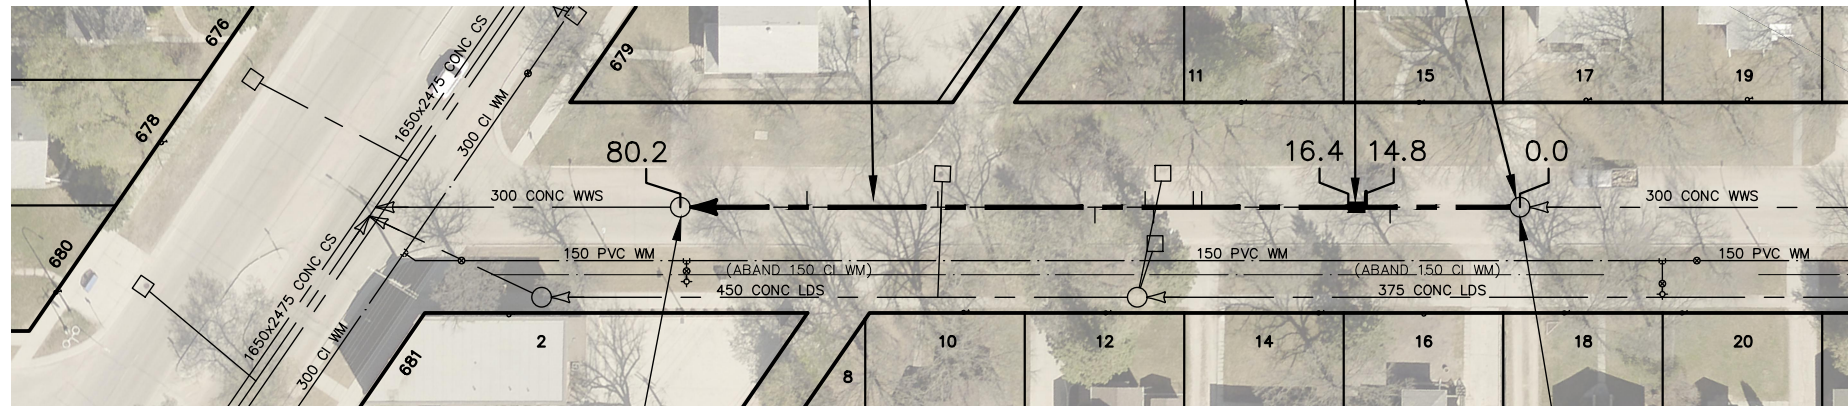 676
678
680
1650x2475 CONC CS
300 CI WM
679
11
15
17
19
80.2
16.4
14.8
0.0
300 CONC WWS
300 CONC WWS
150 PVC WM
150 PVC WM
150 PVC WM
(ABAND 150 CI WM)
(ABAND 150 CI WM)
450 CONC LDS
375 CONC LDS
1650x2475 CONC CS
300 CI WM
681
2
8
10
12
14
16
18
20